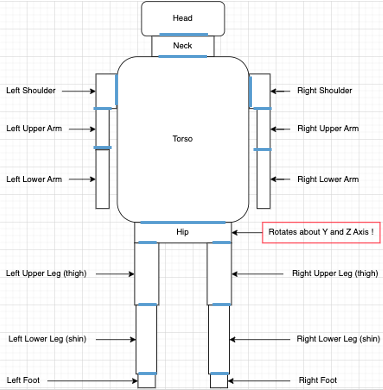 Head
Neck
Left Shoulder
Right Shoulder
Left Upper Arm
Right Upper Arm
Torso
Left Lower Arm
Right Lower Arm
Hip
Rotates about Y and Z Axis !
Left Upper Leg (thigh)
Right Upper Leg (thigh)
Left Lower Leg (shin)
Right Lower Leg (shin)
Left Foot
Right Foot